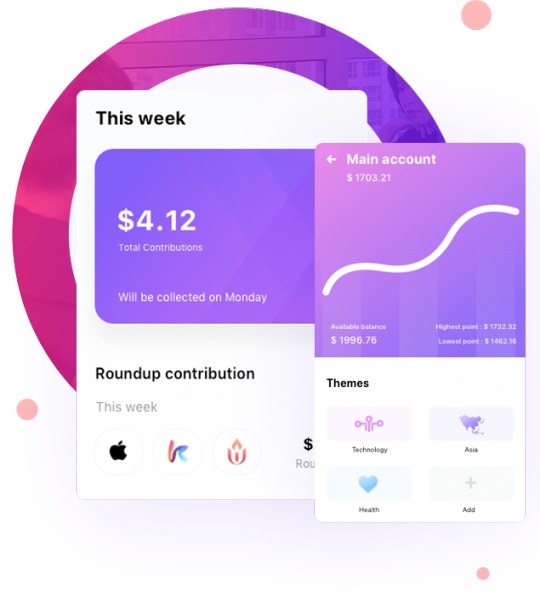 This week
$4.12
Total Contributions
Will be collected on Monday
Roundup contribution
This week
$
Main account
$ 1703.21
Available balance
$ 1996.76
Highest point : $ 1732.32
Lowest point : $ 1462.16
Themes
Technology
Asia
Health
Add